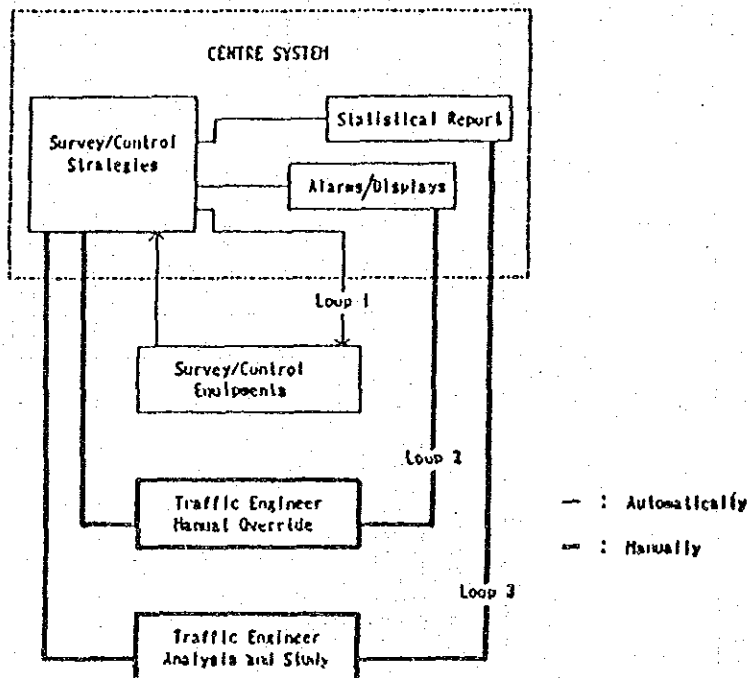 CENTRE SYSTEM
Survey/Control
Strategies
Statistical Report
Alarms/Displays
Loop 1
Survey/Control
Equipments
Loop 2
Traffic Engineer
Manual Override
— : Automatically
— : Manually
Loop 3
Traffic Engineer
Analysis and Study